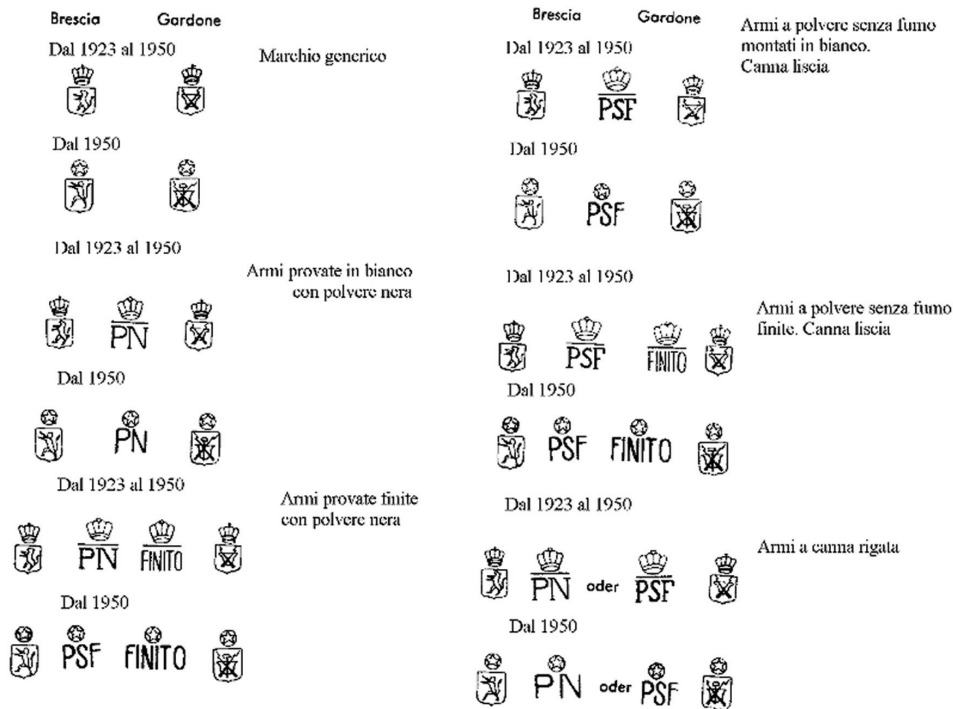 Brescia Gardone
Dal 1923 al 1950
Marchio generico
Dal 1950
Dal 1923 al 1950
Armi provate in bianco
con polvere nera
PN
Dal 1950
PN
Dal 1923 al 1950
Armi provate finite
con polvere nera
PN FINITO
Dal 1950
PSF FINITO
Brescia Gardone
Armi a polvere senza fumo
montati in bianco.
Canna liscia
Dal 1923 al 1950
PSF
Dal 1950
PSF
Dal 1923 al 1950
Armi a polvere senza fumo
finite. Canna liscia
PSF FINITO
Dal 1950
PSF FINITO
Dal 1923 al 1950
Armi a canna rigata
PN oder PSF
Dal 1950
PN oder PSF